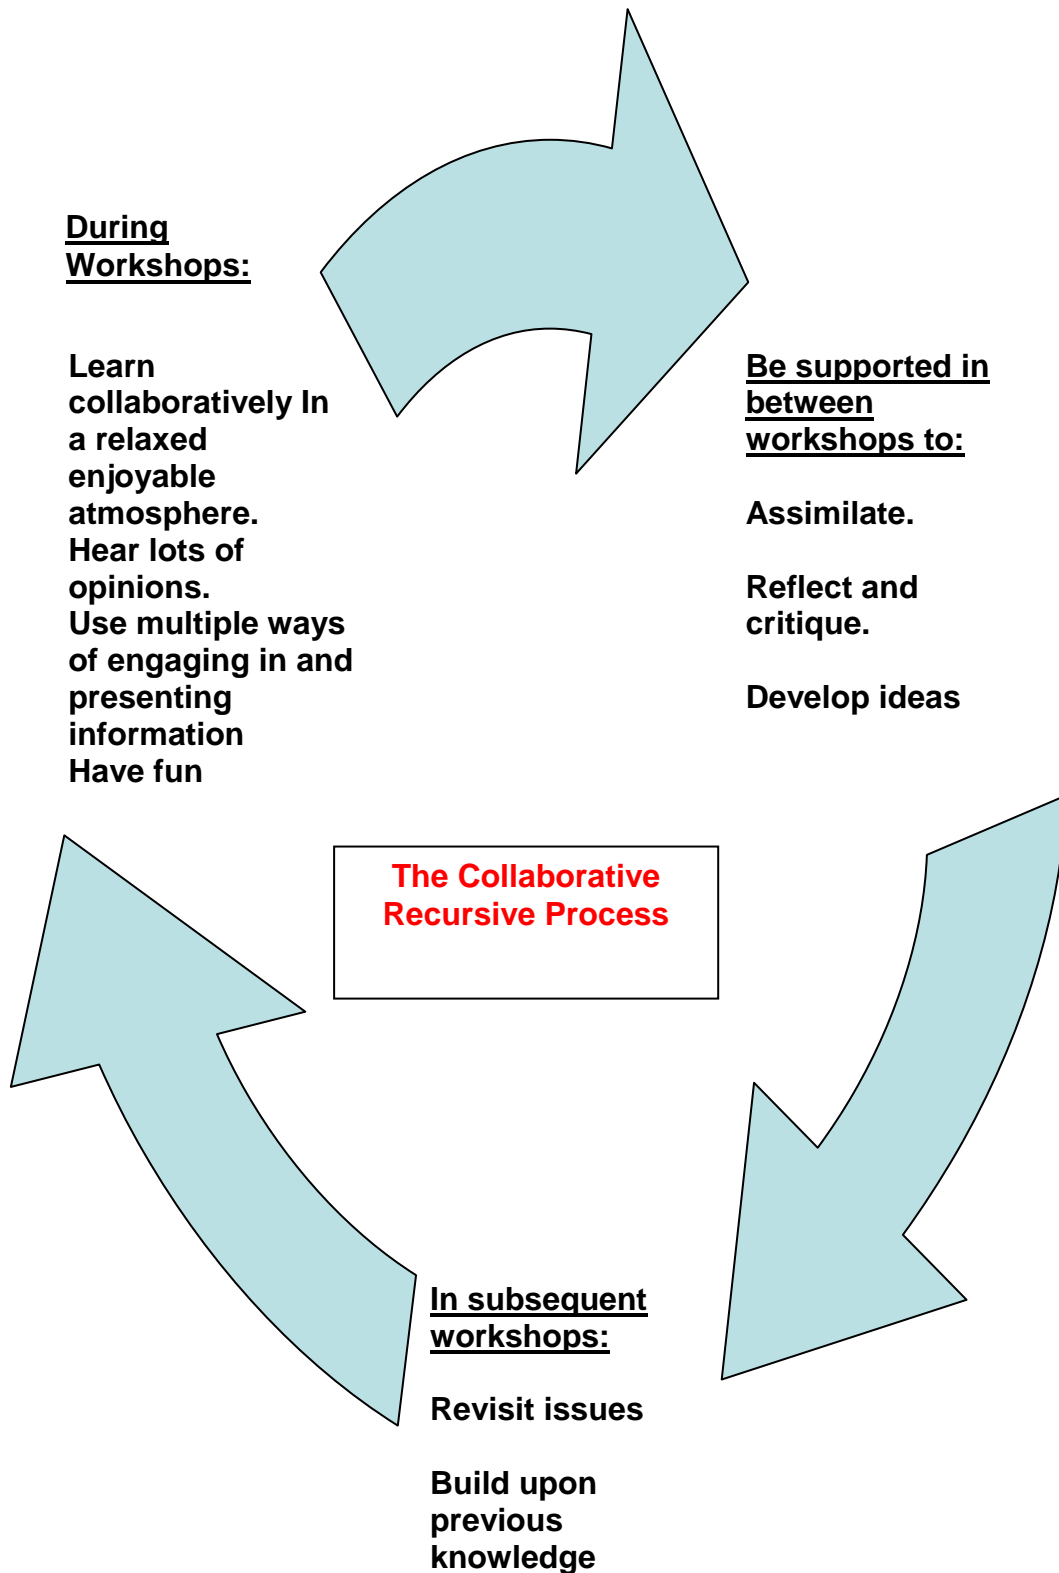 During
Workshops:
Learn
collaboratively In
a relaxed
enjoyable
atmosphere.
Hear lots of
opinions.
Use multiple ways
of engaging in and
presenting
information
Have fun
Be supported in
between
workshops to:
Assimilate.
Reflect and
critique.
Develop ideas
The Collaborative
Recursive Process
In subsequent
workshops:
Revisit issues
Build upon
previous
knowledge